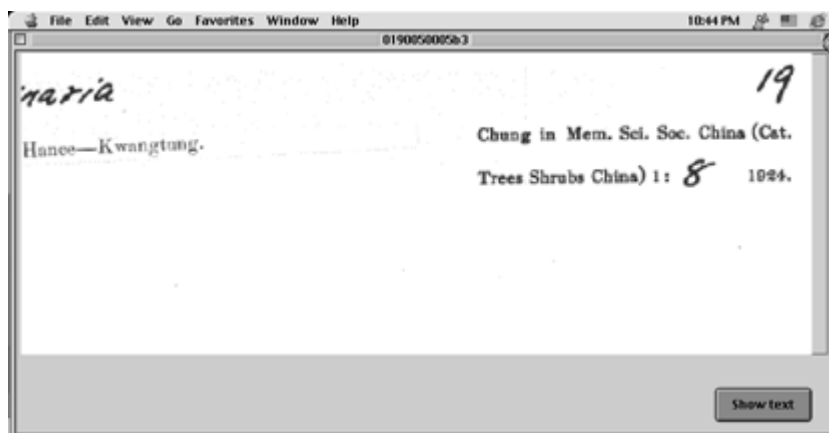 File Edit View Go Favorites Window Help 10:44 PM
0190050005b3
naria 19
Hance—Kwangtung.
Chung in Mem. Sci. Soc. China (Cat.
Trees Shrubs China) 1: 8 1924.
Show text